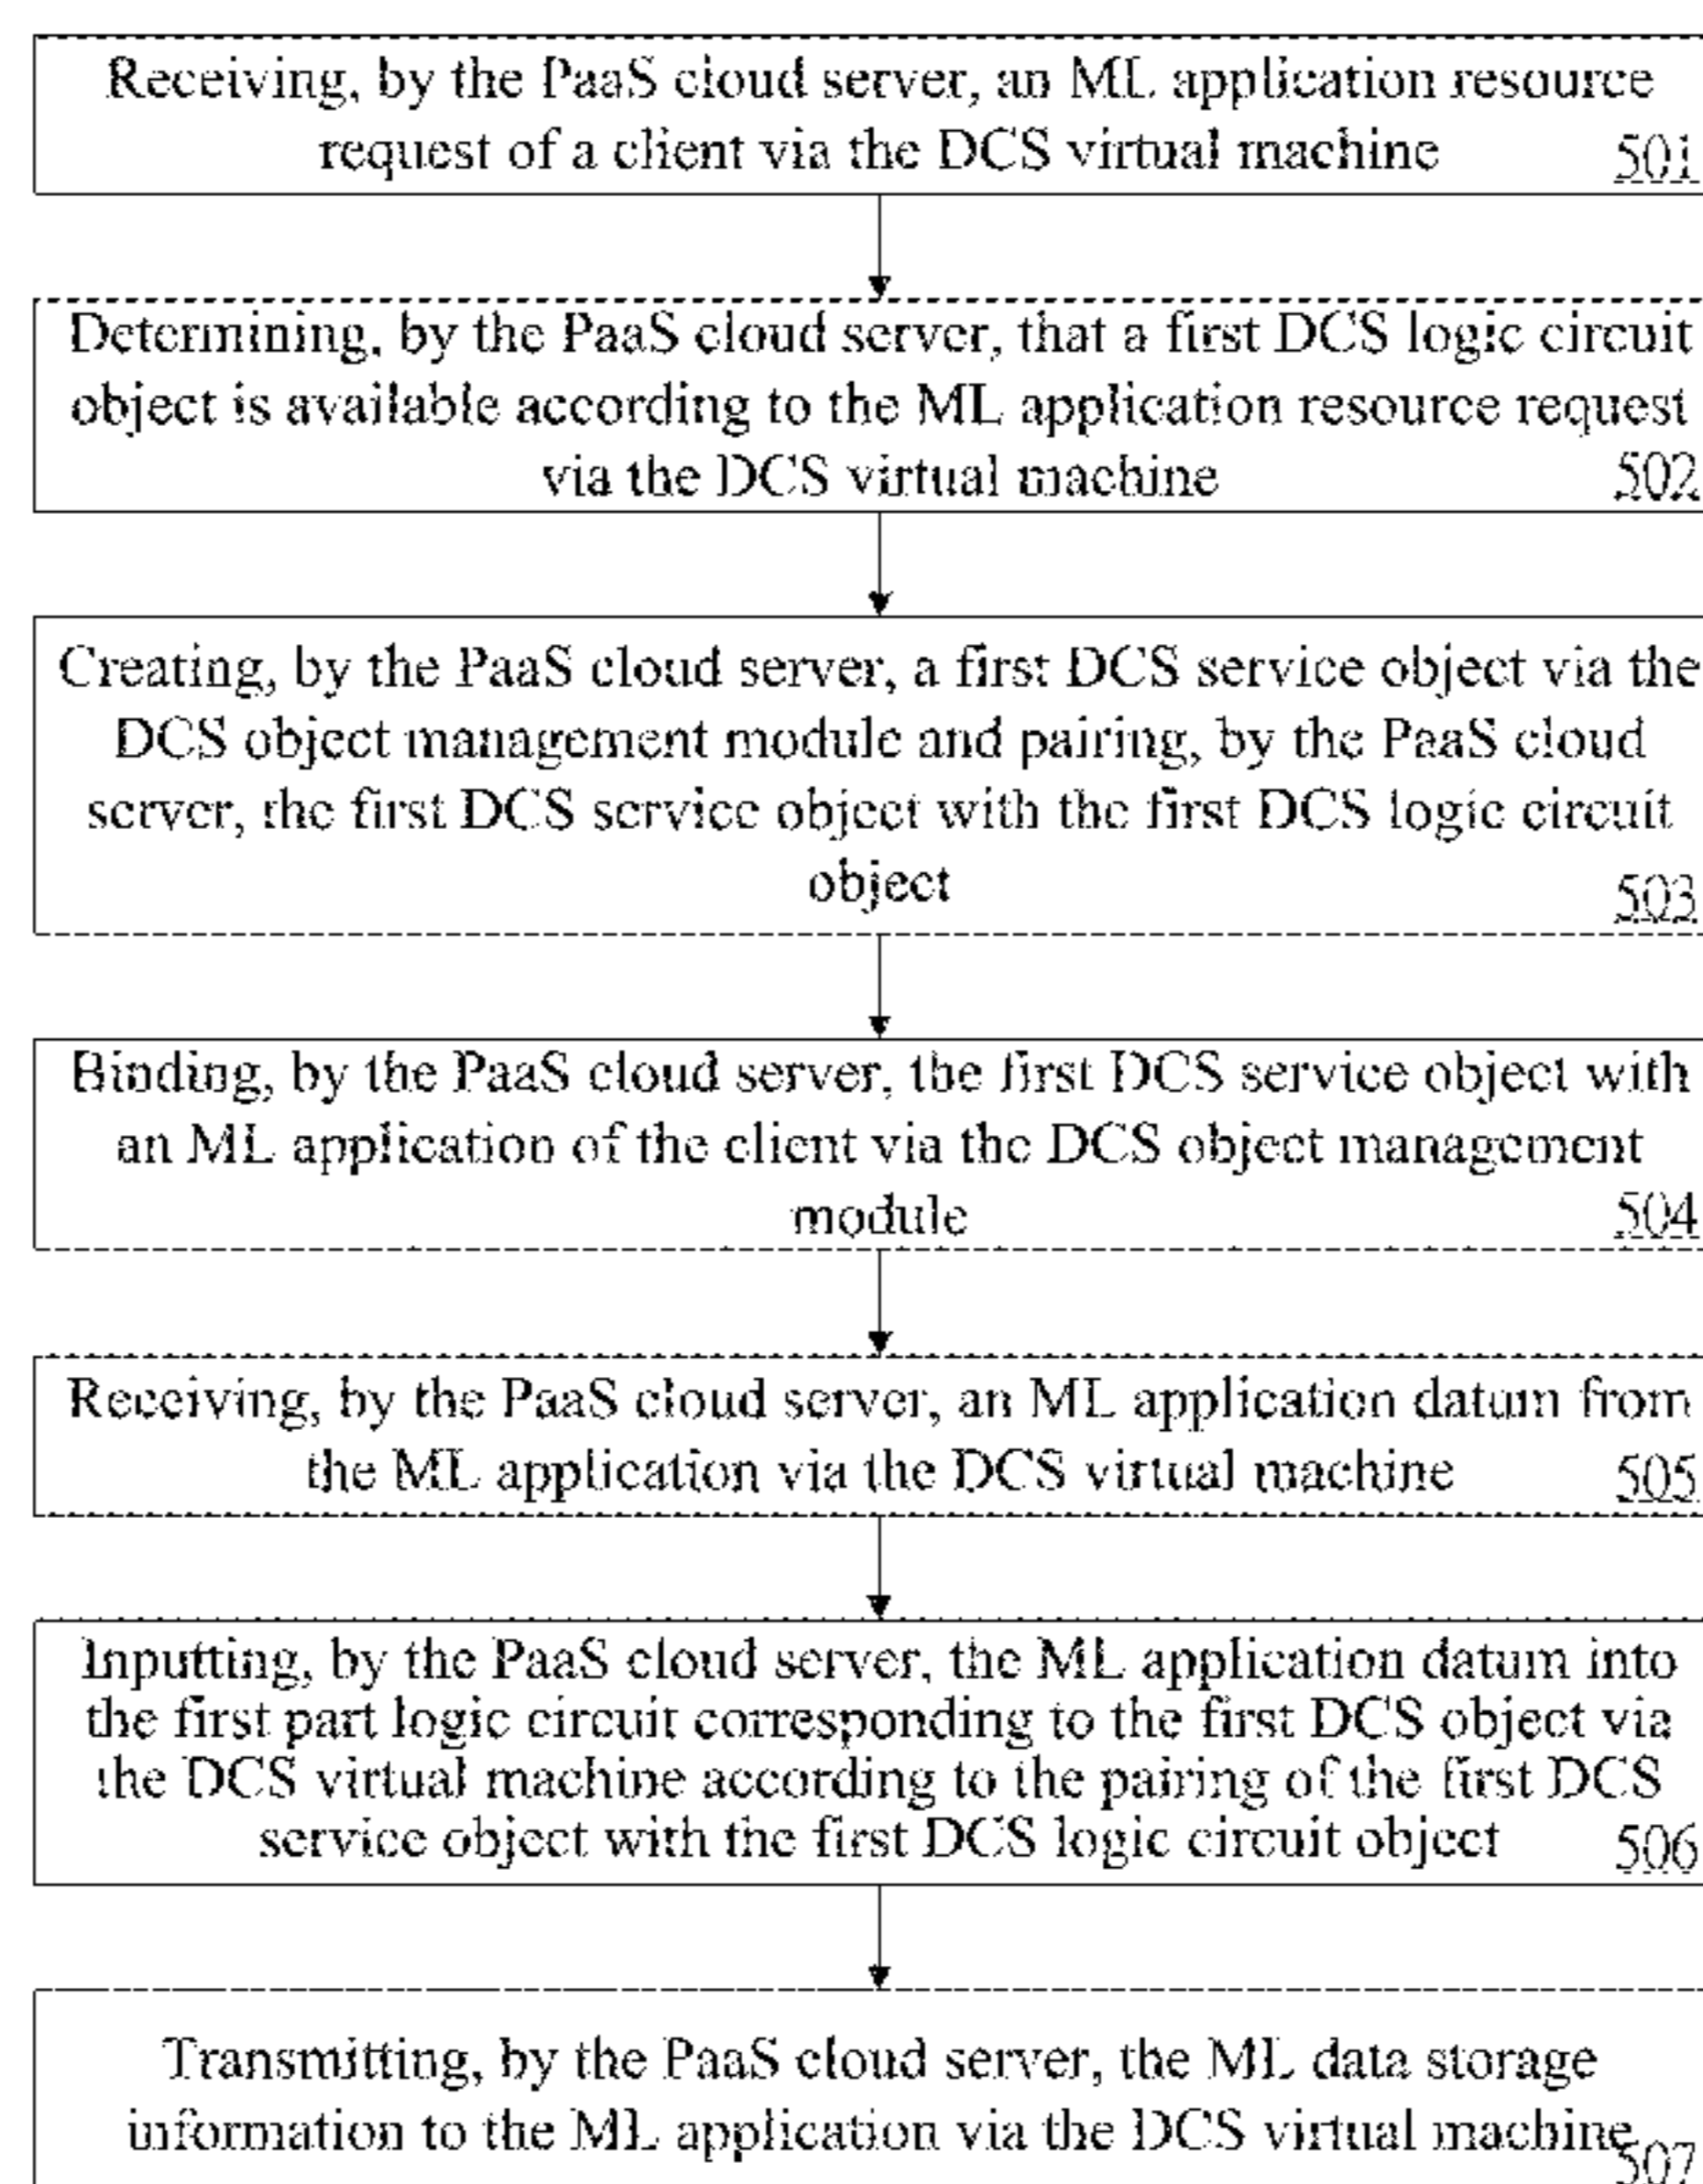 Receiving, by the PaaS cloud server, an ML application resource
request of a client via the DCS virtual machine
501
Determining, by the PaaS cloud server, that a first DCS logic circuit
object is available according to the ML application resource request
via the DCS virtual machine
502
Creating, by the PaaS cloud server, a first DCS service object via the
DCS object management module and pairing, by the PaaS cloud
server, the first DCS service object with the first DCS logic circuit
object
503
Binding, by the PaaS cloud server, the first DCS service object with
an ML application of the client via the DCS object management
module
504
Receiving, by the PaaS cloud server, an ML application datum from
the ML application via the DCS virtual machine
505
Inputting, by the PaaS cloud server, the ML application datum into
the first part logic circuit corresponding to the first DCS object via
the DCS virtual machine according to the pairing of the first DCS
service object with the first DCS logic circuit object
506
Transmitting, by the PaaS cloud server, the ML data storage
information to the ML application via the DCS virtual machine
507